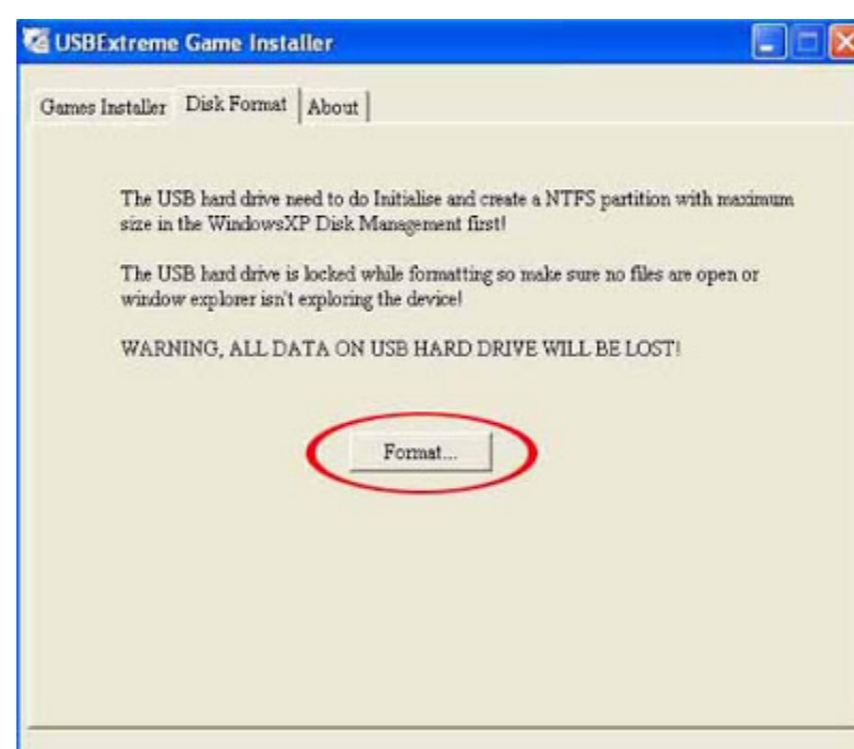 USBExtreme Game Installer
Games Installer Disk Format About
The USB hard drive need to do Initialise and create a NTFS partition with maximum
size in the WindowsXP Disk Management first!
The USB hard drive is locked while formatting so make sure no files are open or
window explorer isn't exploring the device!
WARNING, ALL DATA ON USB HARD DRIVE WILL BE LOST!
Format...